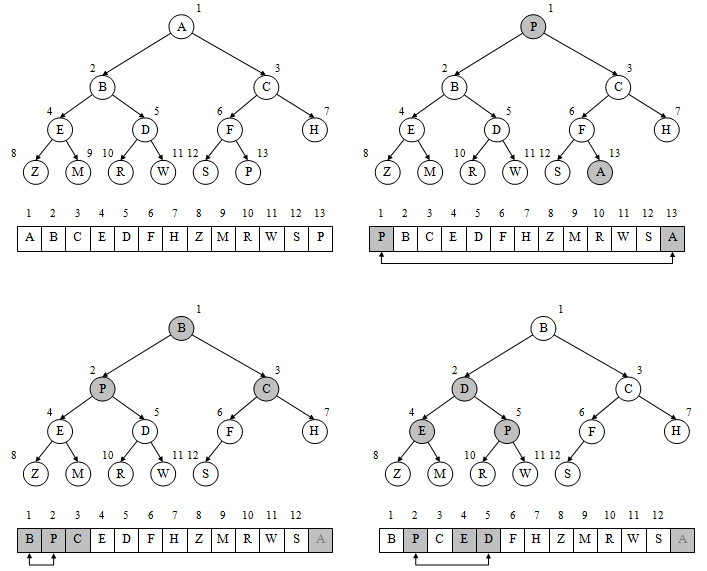 1
A
2 3
B C
4 5 6 7
E D F H
8 9 10 11 12 13
Z M R W S P
1 2 3 4 5 6 7 8 9 10 11 12 13
A B C E D F H Z M R W S P
1
P
2 3
B C
4 5 6 7
E D F H
8 10 11 12 13
Z M R W S A
1 2 3 4 5 6 7 8 9 10 11 12 13
P B C E D F H Z M R W S A
1
B
2 3
P C
4 5 6 7
E D F H
8 10 11 12
Z M R W S
1 2 3 4 5 6 7 8 9 10 11 12
B P C E D F H Z M R W S A
1
B
2 3
D C
4 5 6 7
E P F H
8 10 11 12
Z M R W S
1 2 3 4 5 6 7 8 9 10 11 12
B P C E D F H Z M R W S A